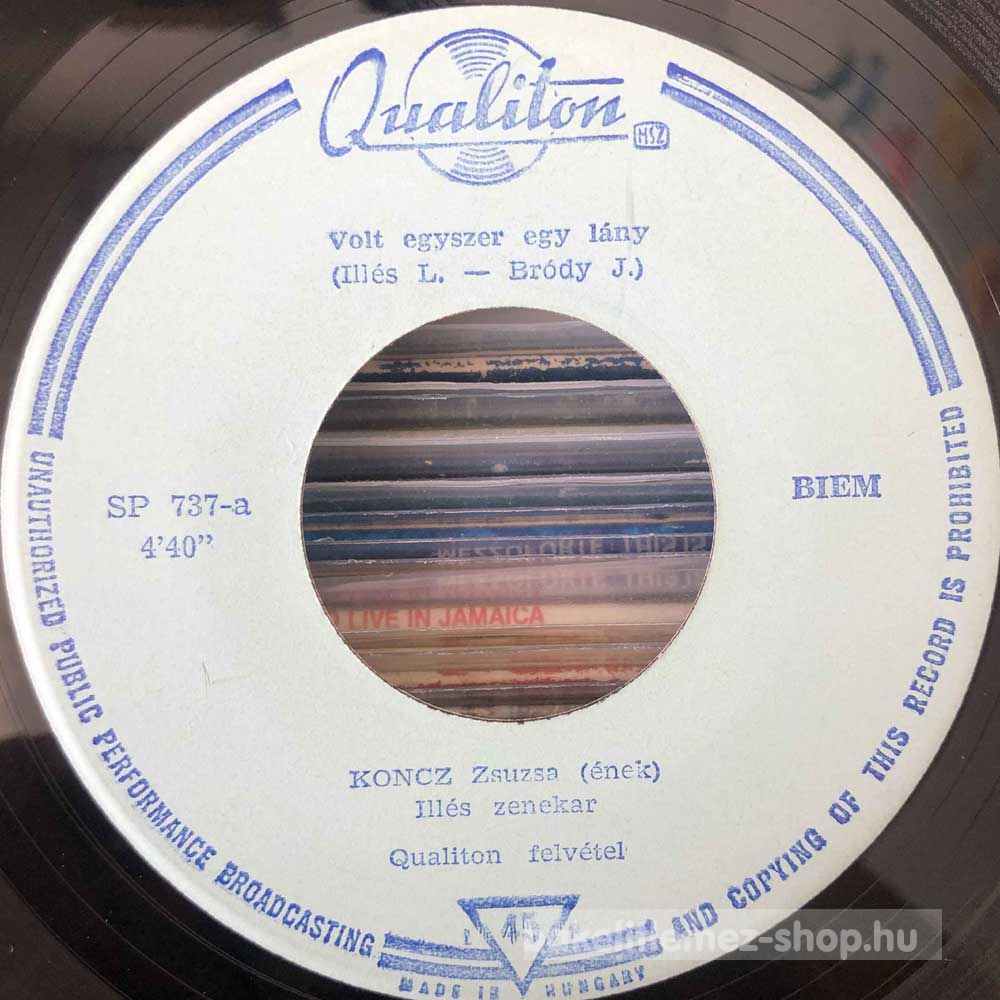 Qualiton
MSZ
Volt egyszer egy lány
(Illés L. — Bródy J.)
SP 737-a
4'40"
BIEM
LIVE IN JAMAICA
KONCZ Zsuzsa (ének)
Illés zenekar
Qualiton felvétel
45
UNAUTHORIZED PUBLIC PERFORMANCE BROADCASTING
AND COPYING OF THIS RECORD IS PROHIBITED
MADE IN HUNGARY
bakelitlemez-shop.hu